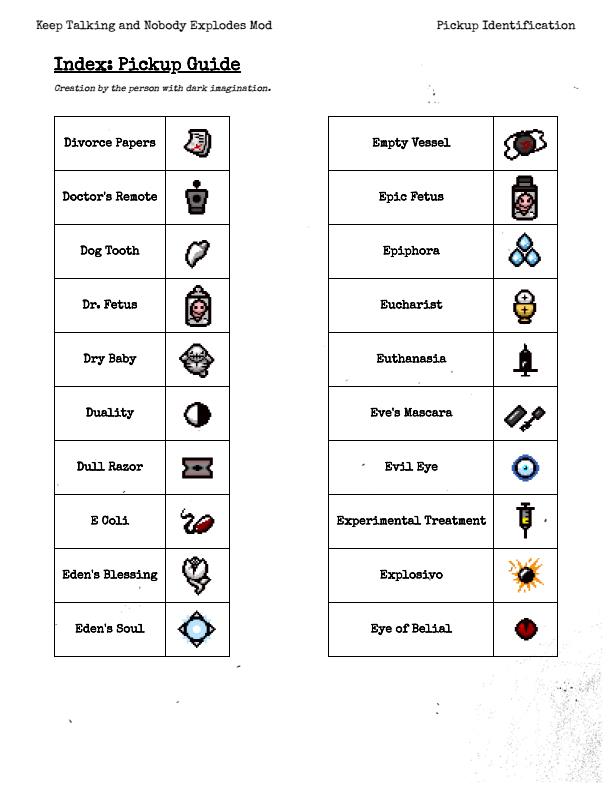 Keep Talking and Nobody Explodes Mod
Pickup Identification
Index: Pickup Guide
Creation by the person with dark imagination.
Divorce Papers
Doctor's Remote
Dog Tooth
Dr. Fetus
Dry Baby
Duality
Dull Razor
E Coli
Eden's Blessing
Eden's Soul
Empty Vessel
Epic Fetus
Epiphora
Eucharist
Euthanasia
Eve's Mascara
Evil Eye
Experimental Treatment
Explosivo
Eye of Belial